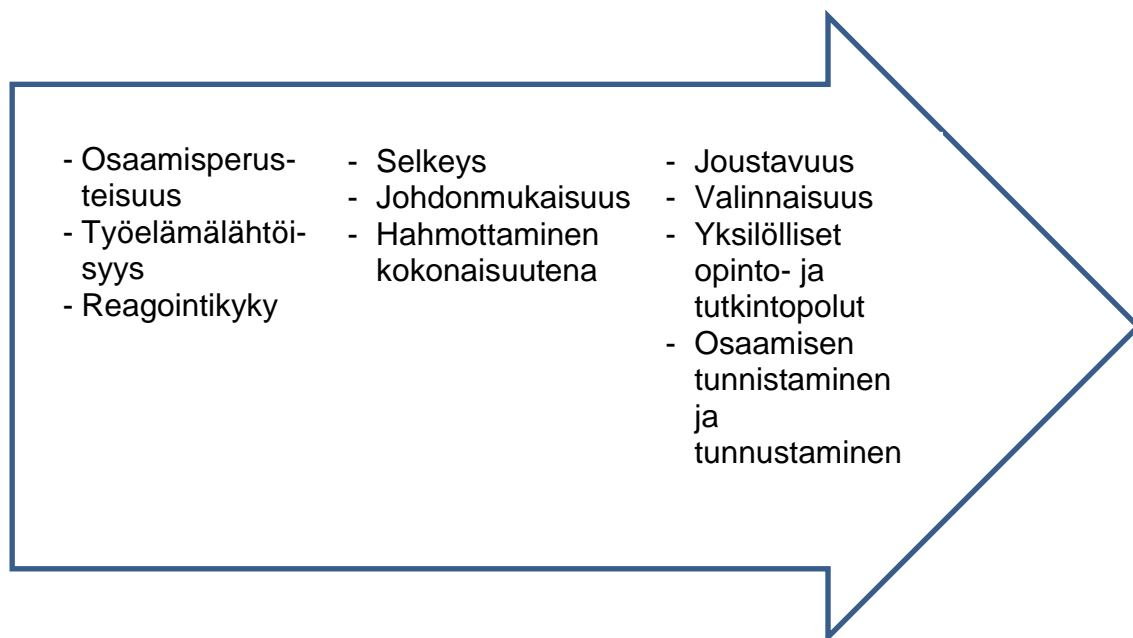 - Osaamisperus-
teisuus
- Työelämälähtöi-
syys
- Reagointikyky
- Selkeys
- Johdonmukaisuus
- Hahmottaminen
kokonaisuutena
- Joustavuus
- Valinnaisuus
- Yksilölliset
opinto- ja
tutkintopolut
- Osaamisen
tunnistaminen
ja
tunnustaminen